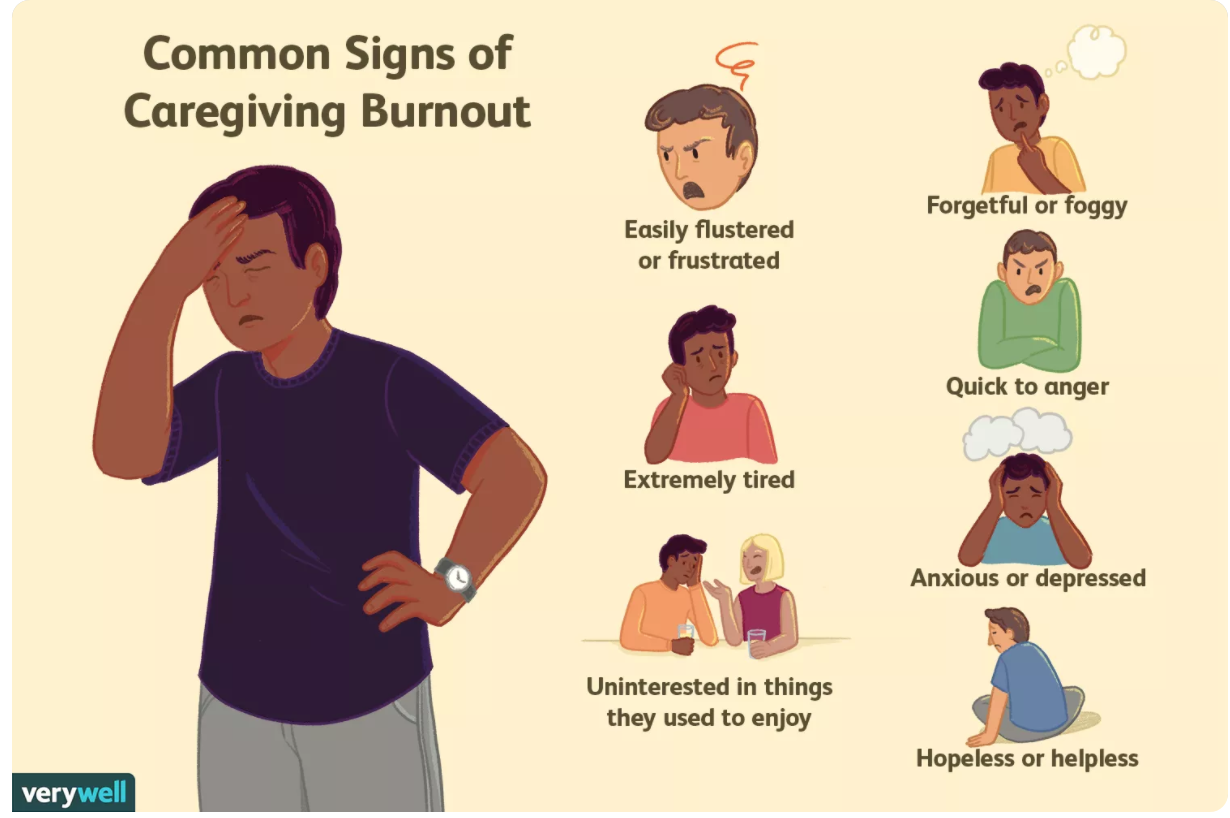 Common Signs of
Caregiving Burnout
Easily flustered
or frustrated
Extremely tired
Uninterested in things
they used to enjoy
Forgetful or foggy
Quick to anger
Anxious or depressed
Hopeless or helpless
verywell